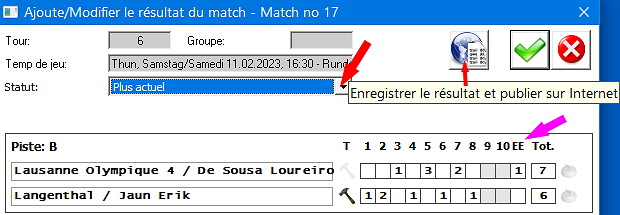 Ajoute/Modifier le résultat du match - Match no 17
Tour: 6 Groupe:
Temp de jeu: Thun, Samstag/Samedi 11.02.2023, 16:30 - Rund
Statut: Plus actuel
Enregistrer le résultat et publier sur Internet
Piste: B T 1 2 3 4 5 6 7 8 9 10 EE Tot.
Lausanne Olympique 4 / De Sousa Loureiro 1 3 2 1 7
Langenthal / Jaun Erik 1 2 1 1 1 6